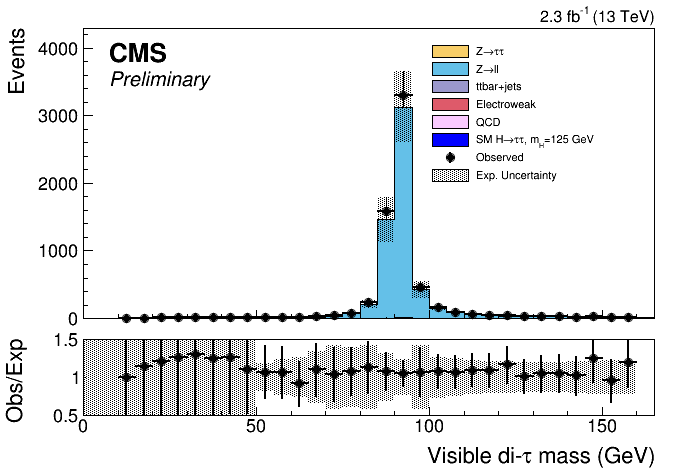 2.3 fb⁻¹ (13 TeV)
Events
4000
3000
2000
1000
0
CMS
Preliminary
Z→ττ
Z→ll
ttbar+jets
Electroweak
QCD
SM H→ττ, m_H=125 GeV
Observed
Exp. Uncertainty
Obs/Exp
1.5
1
0.5
0
50
100
150
Visible di-τ mass (GeV)